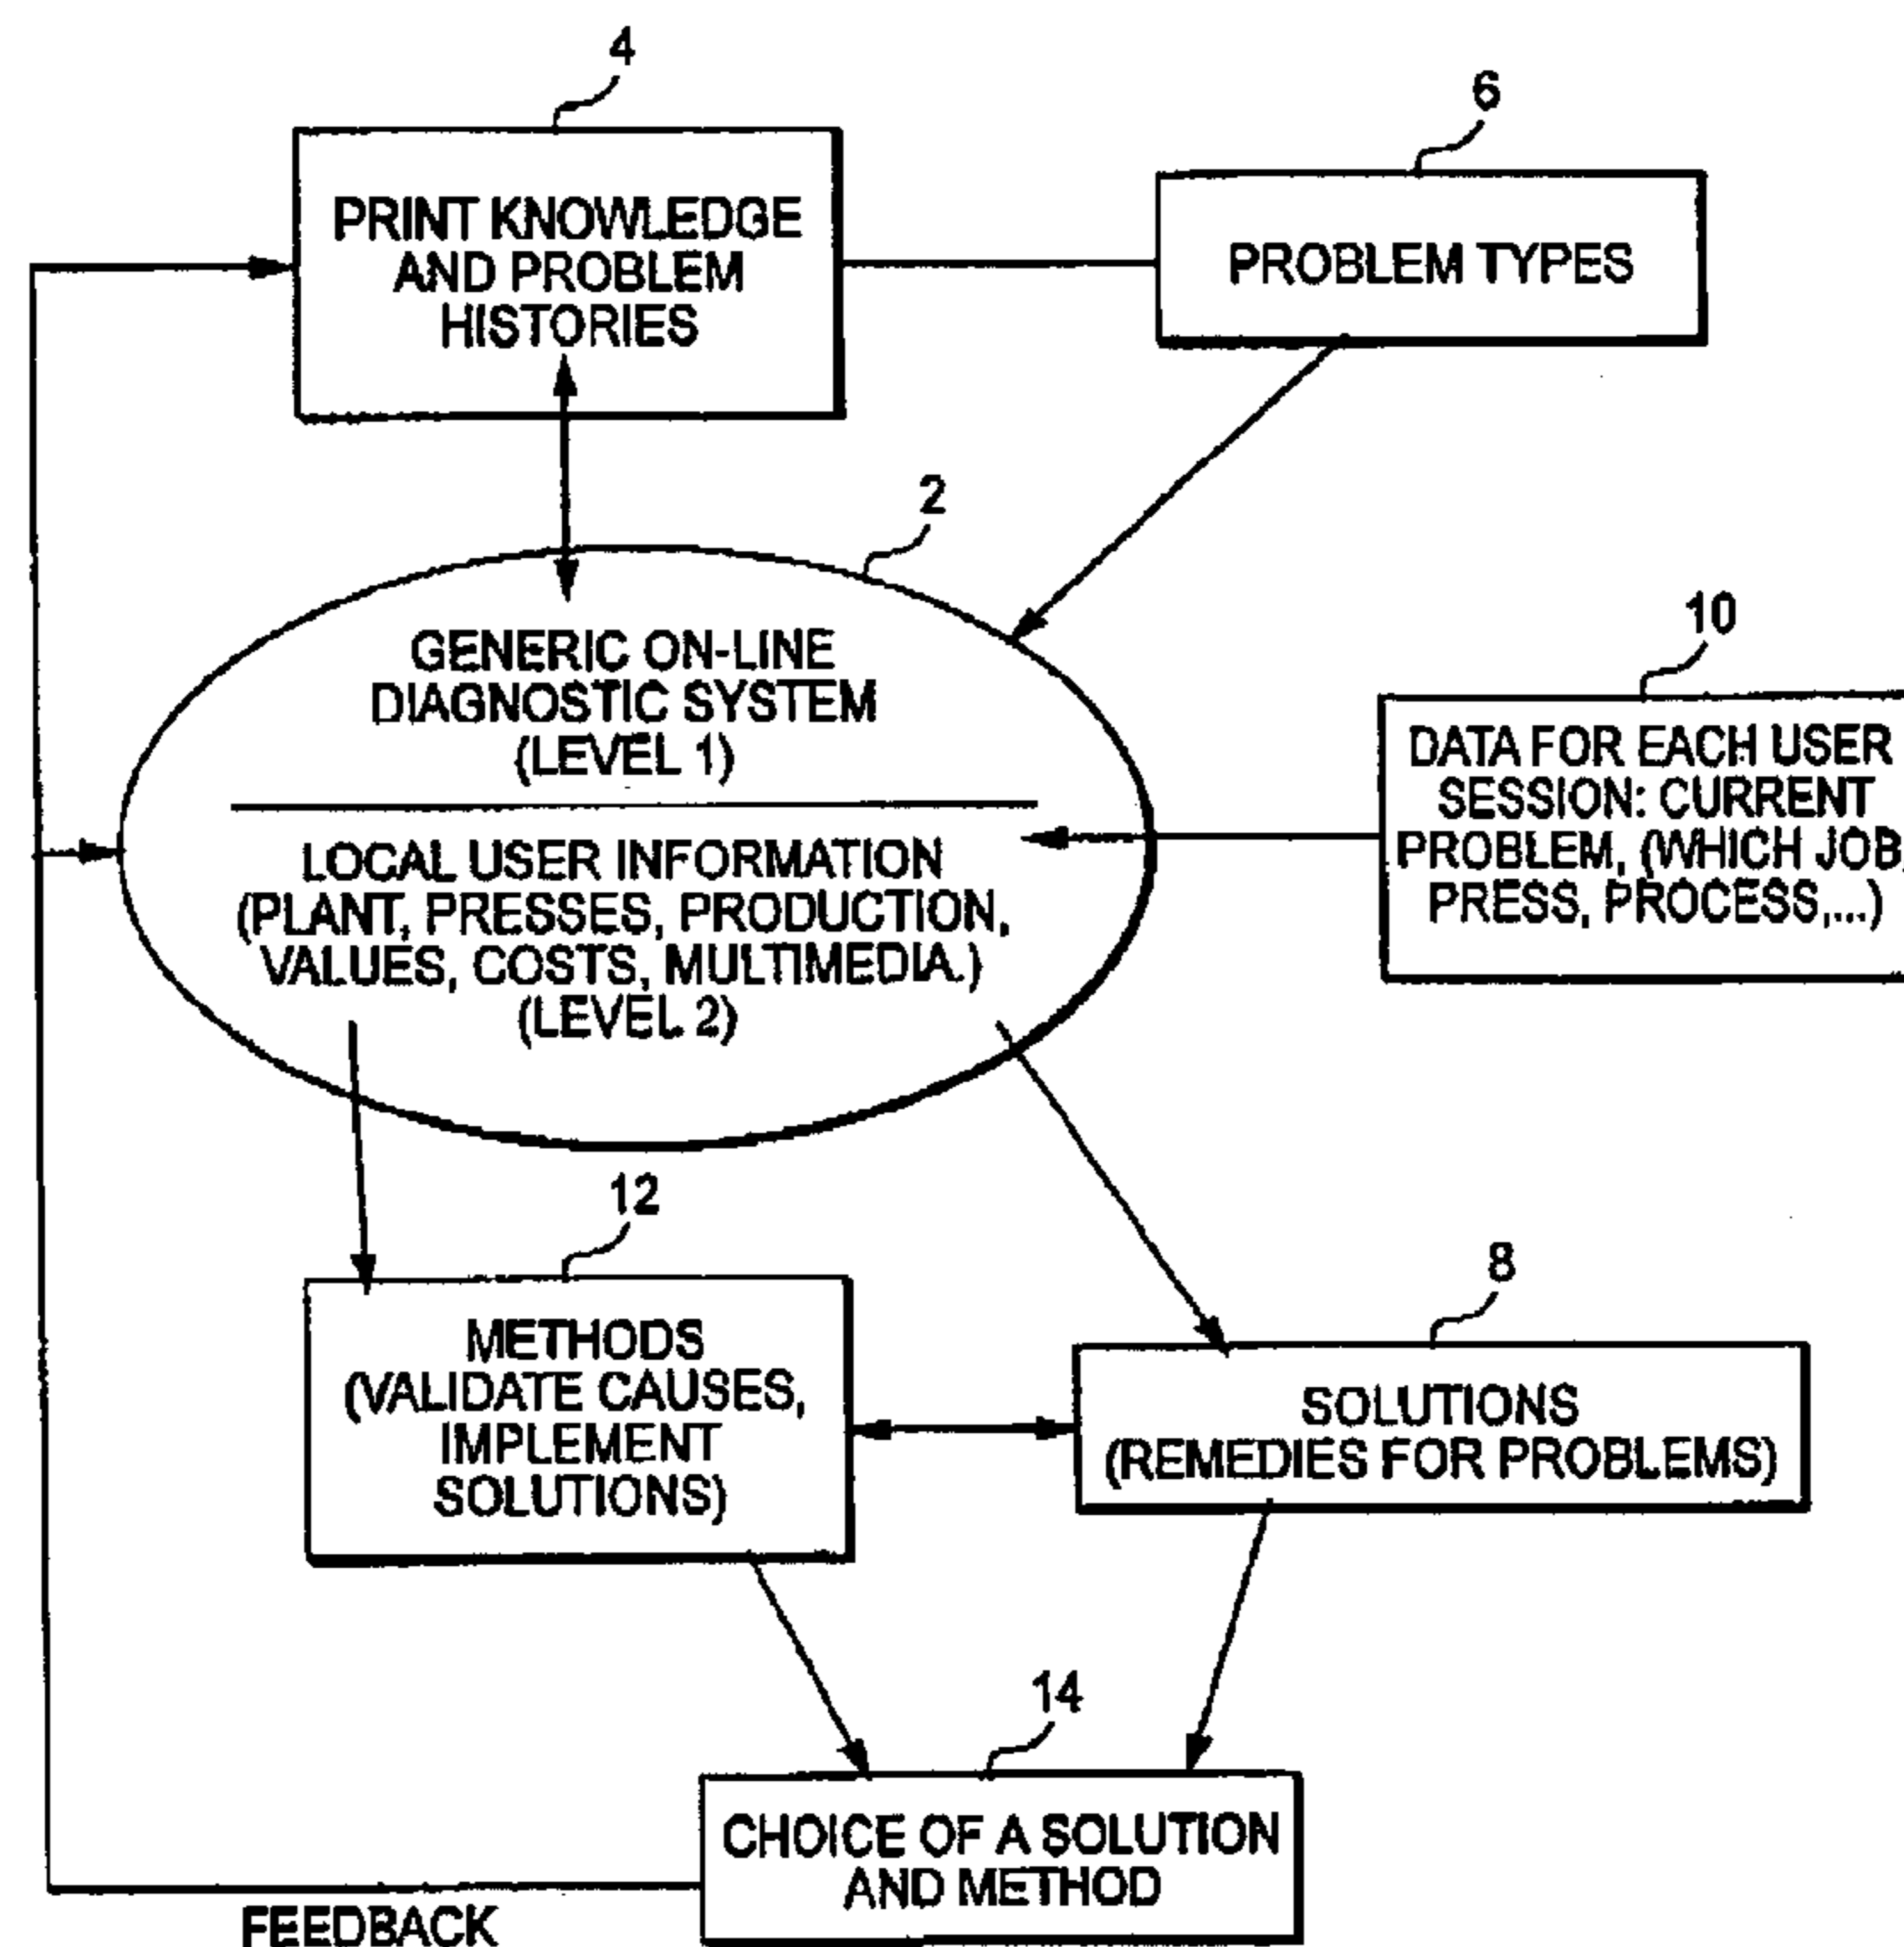 4
PRINT KNOWLEDGE
AND PROBLEM
HISTORIES
6
PROBLEM TYPES
2
GENERIC ON-LINE
DIAGNOSTIC SYSTEM
(LEVEL 1)
LOCAL USER INFORMATION
(PLANT, PRESSES, PRODUCTION,
VALUES, COSTS, MULTIMEDIA.)
(LEVEL 2)
10
DATA FOR EACH USER
SESSION: CURRENT
PROBLEM, (WHICH JOB,
PRESS, PROCESS,...)
12
METHODS
(VALIDATE CAUSES,
IMPLEMENT
SOLUTIONS)
8
SOLUTIONS
(REMEDIES FOR PROBLEMS)
14
CHOICE OF A SOLUTION
AND METHOD
FEEDBACK